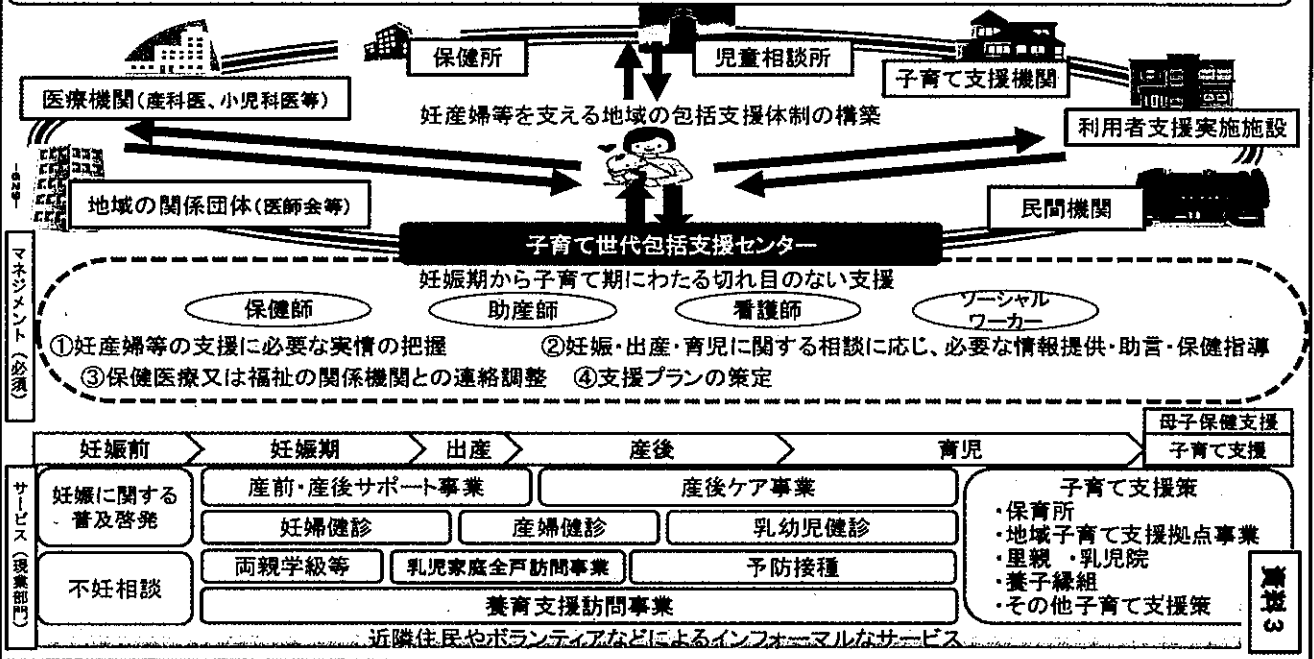 保健所
児童相談所
子育て支援機関
医療機関(産科医、小児科医等)
妊産婦等を支える地域の包括支援体制の構築
利用者支援実施施設
地域の関係団体(医師会等)
民間機関
子育て世代包括支援センター
妊娠期から子育て期にわたる切れ目のない支援
マネジメント(必須)
保健師
助産師
看護師
ソーシャル
ワーカー
①妊産婦等の支援に必要な実情の把握
②妊娠・出産・育児に関する相談に応じ、必要な情報提供・助言・保健指導
③保健医療又は福祉の関係機関との連絡調整
④支援プランの策定
母子保健支援
子育て支援
妊娠前
妊娠期
出産
産後
育児
サービス(現業部門)
妊娠に関する
普及啓発
産前・産後サポート事業
産後ケア事業
妊婦健診
産婦健診
乳幼児健診
不妊相談
両親学級等
乳児家庭全戸訪問事業
予防接種
養育支援訪問事業
子育て支援策
・保育所
・地域子育て支援拠点事業
・里親 ・乳児院
・養子縁組
・その他子育て支援策
近隣住民やボランティアなどによるインフォーマルなサービス
資料3